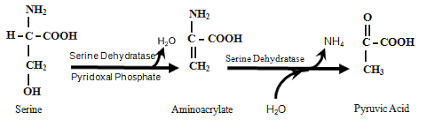 NH2 NH2 O
H-C-COOH H2O C - COOH NH4 C - COOH
Serine Dehydratase Serine Dehydratase
CH2 Pyridoxal Phosphate CH2 CH3
OH
Serine Aminoacrylate H2O Pyruvic Acid